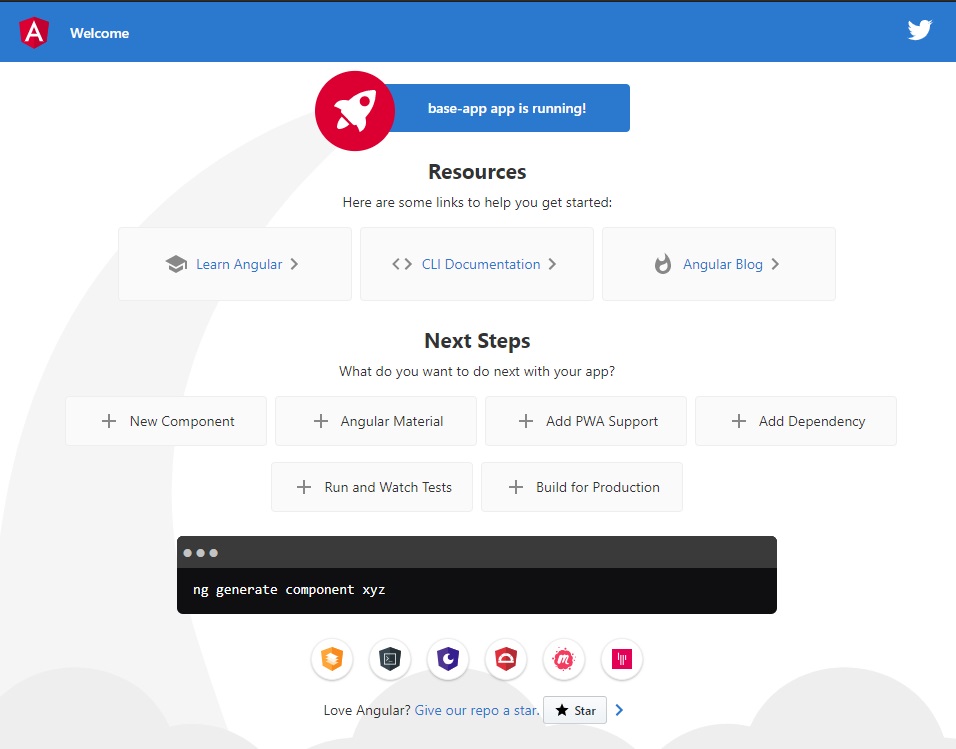 Welcome
base-app app is running!
Resources
Here are some links to help you get started:
Learn Angular
CLI Documentation
Angular Blog
Next Steps
What do you want to do next with your app?
New Component
Angular Material
Add PWA Support
Add Dependency
Run and Watch Tests
Build for Production
ng generate component xyz
Love Angular? Give our repo a star. Star